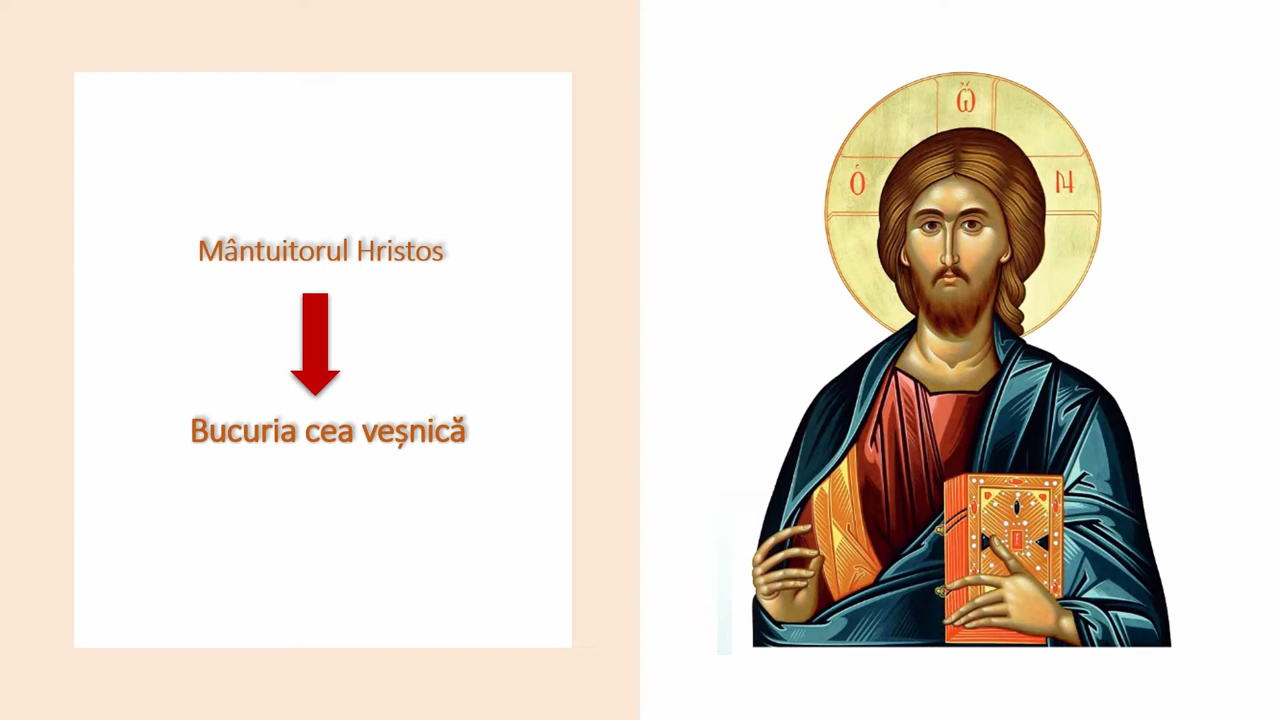 Mântuitorul Hristos
Bucuria cea veșnică
Ὤ
Ὁ
Ν